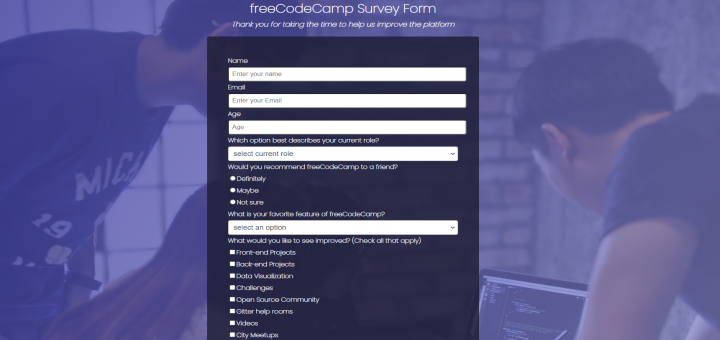 freeCodeCamp Survey Form
Thank you for taking the time to help us improve the platform
Name
Enter your name
Email
Enter your Email
Age
Age
Which option best describes your current role?
select current role
Would you recommend freeCodeCamp to a friend?
Definitely
Maybe
Not sure
What is your favorite feature of freeCodeCamp?
select an option
What would you like to see improved? (Check all that apply)
Front-end Projects
Back-end Projects
Data Visualization
Challenges
Open Source Community
Gitter help rooms
Videos
City Meetups
MICH
19